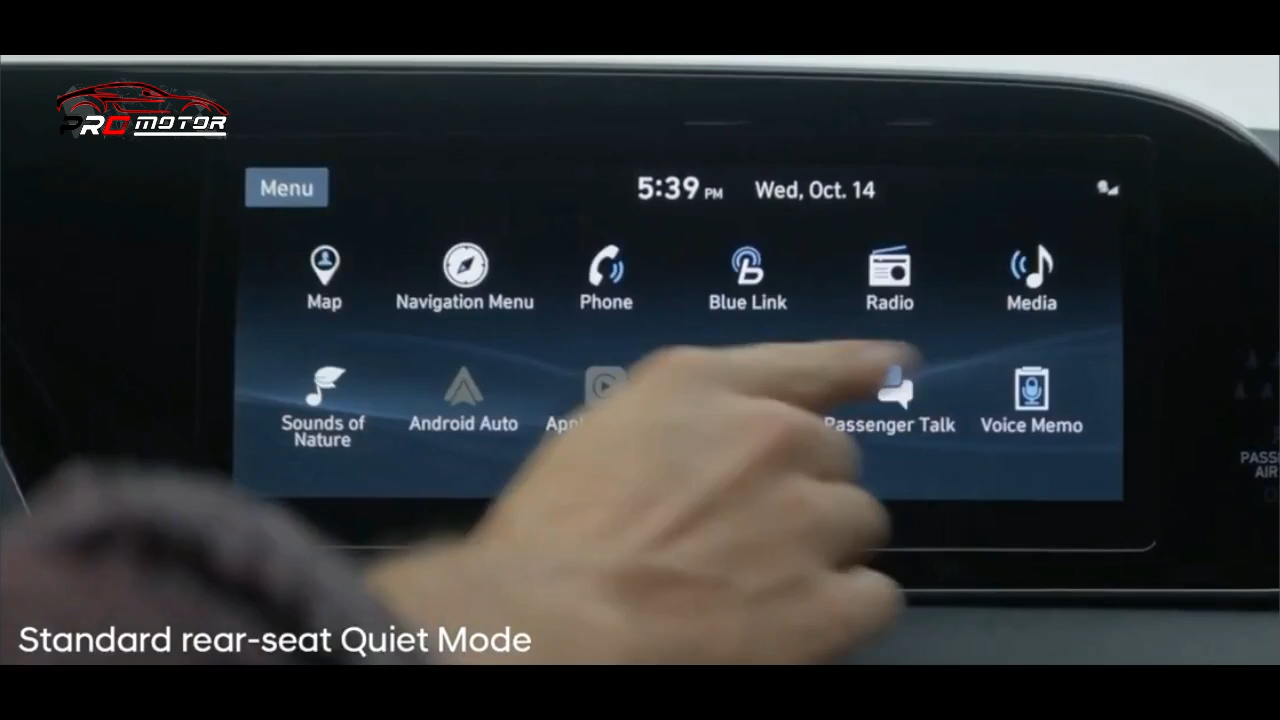 PRO MOTOR
Menu
5:39 PM
Wed, Oct. 14
Map
Navigation Menu
Phone
Blue Link
Radio
Media
Sounds of
Nature
Android Auto
Passenger Talk
Voice Memo
Standard rear-seat Quiet Mode